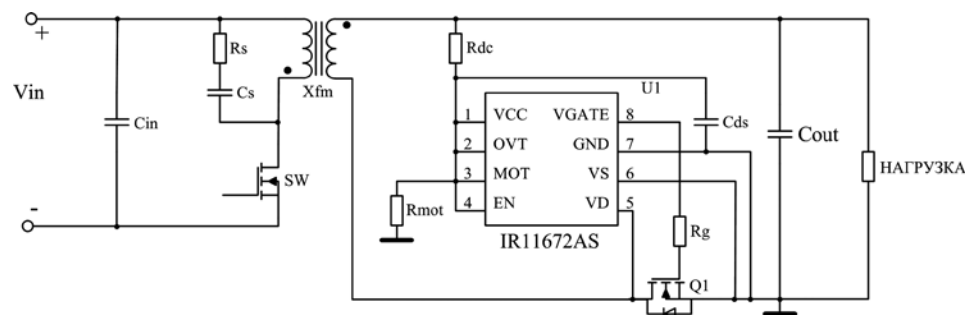 +
Vin
-
Cin
Rs
Cs
SW
Xfm
Rdc
Rmot
U1
1 VCC VGATE 8
2 OVT GND 7
3 MOT VS 6
4 EN VD 5
IR11672AS
Cds
Rg
Q1
Cout
НАГРУЗКА